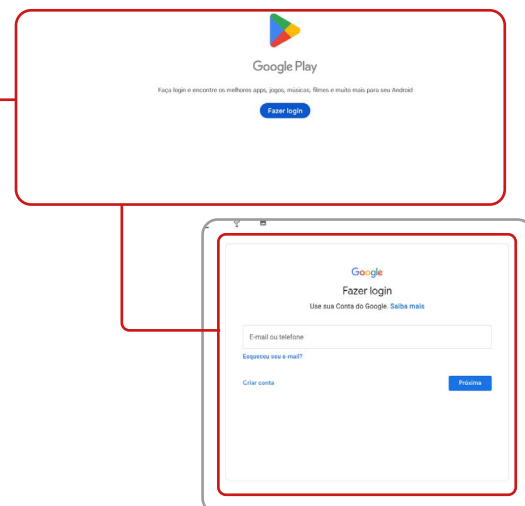 Google Play
Faça login e encontre os melhores apps, jogos, músicas, filmes e muito mais para seu Android
Fazer login
Google
Fazer login
Use sua Conta do Google. Saiba mais
E-mail ou telefone
Esqueceu seu e-mail?
Criar conta
Próxima